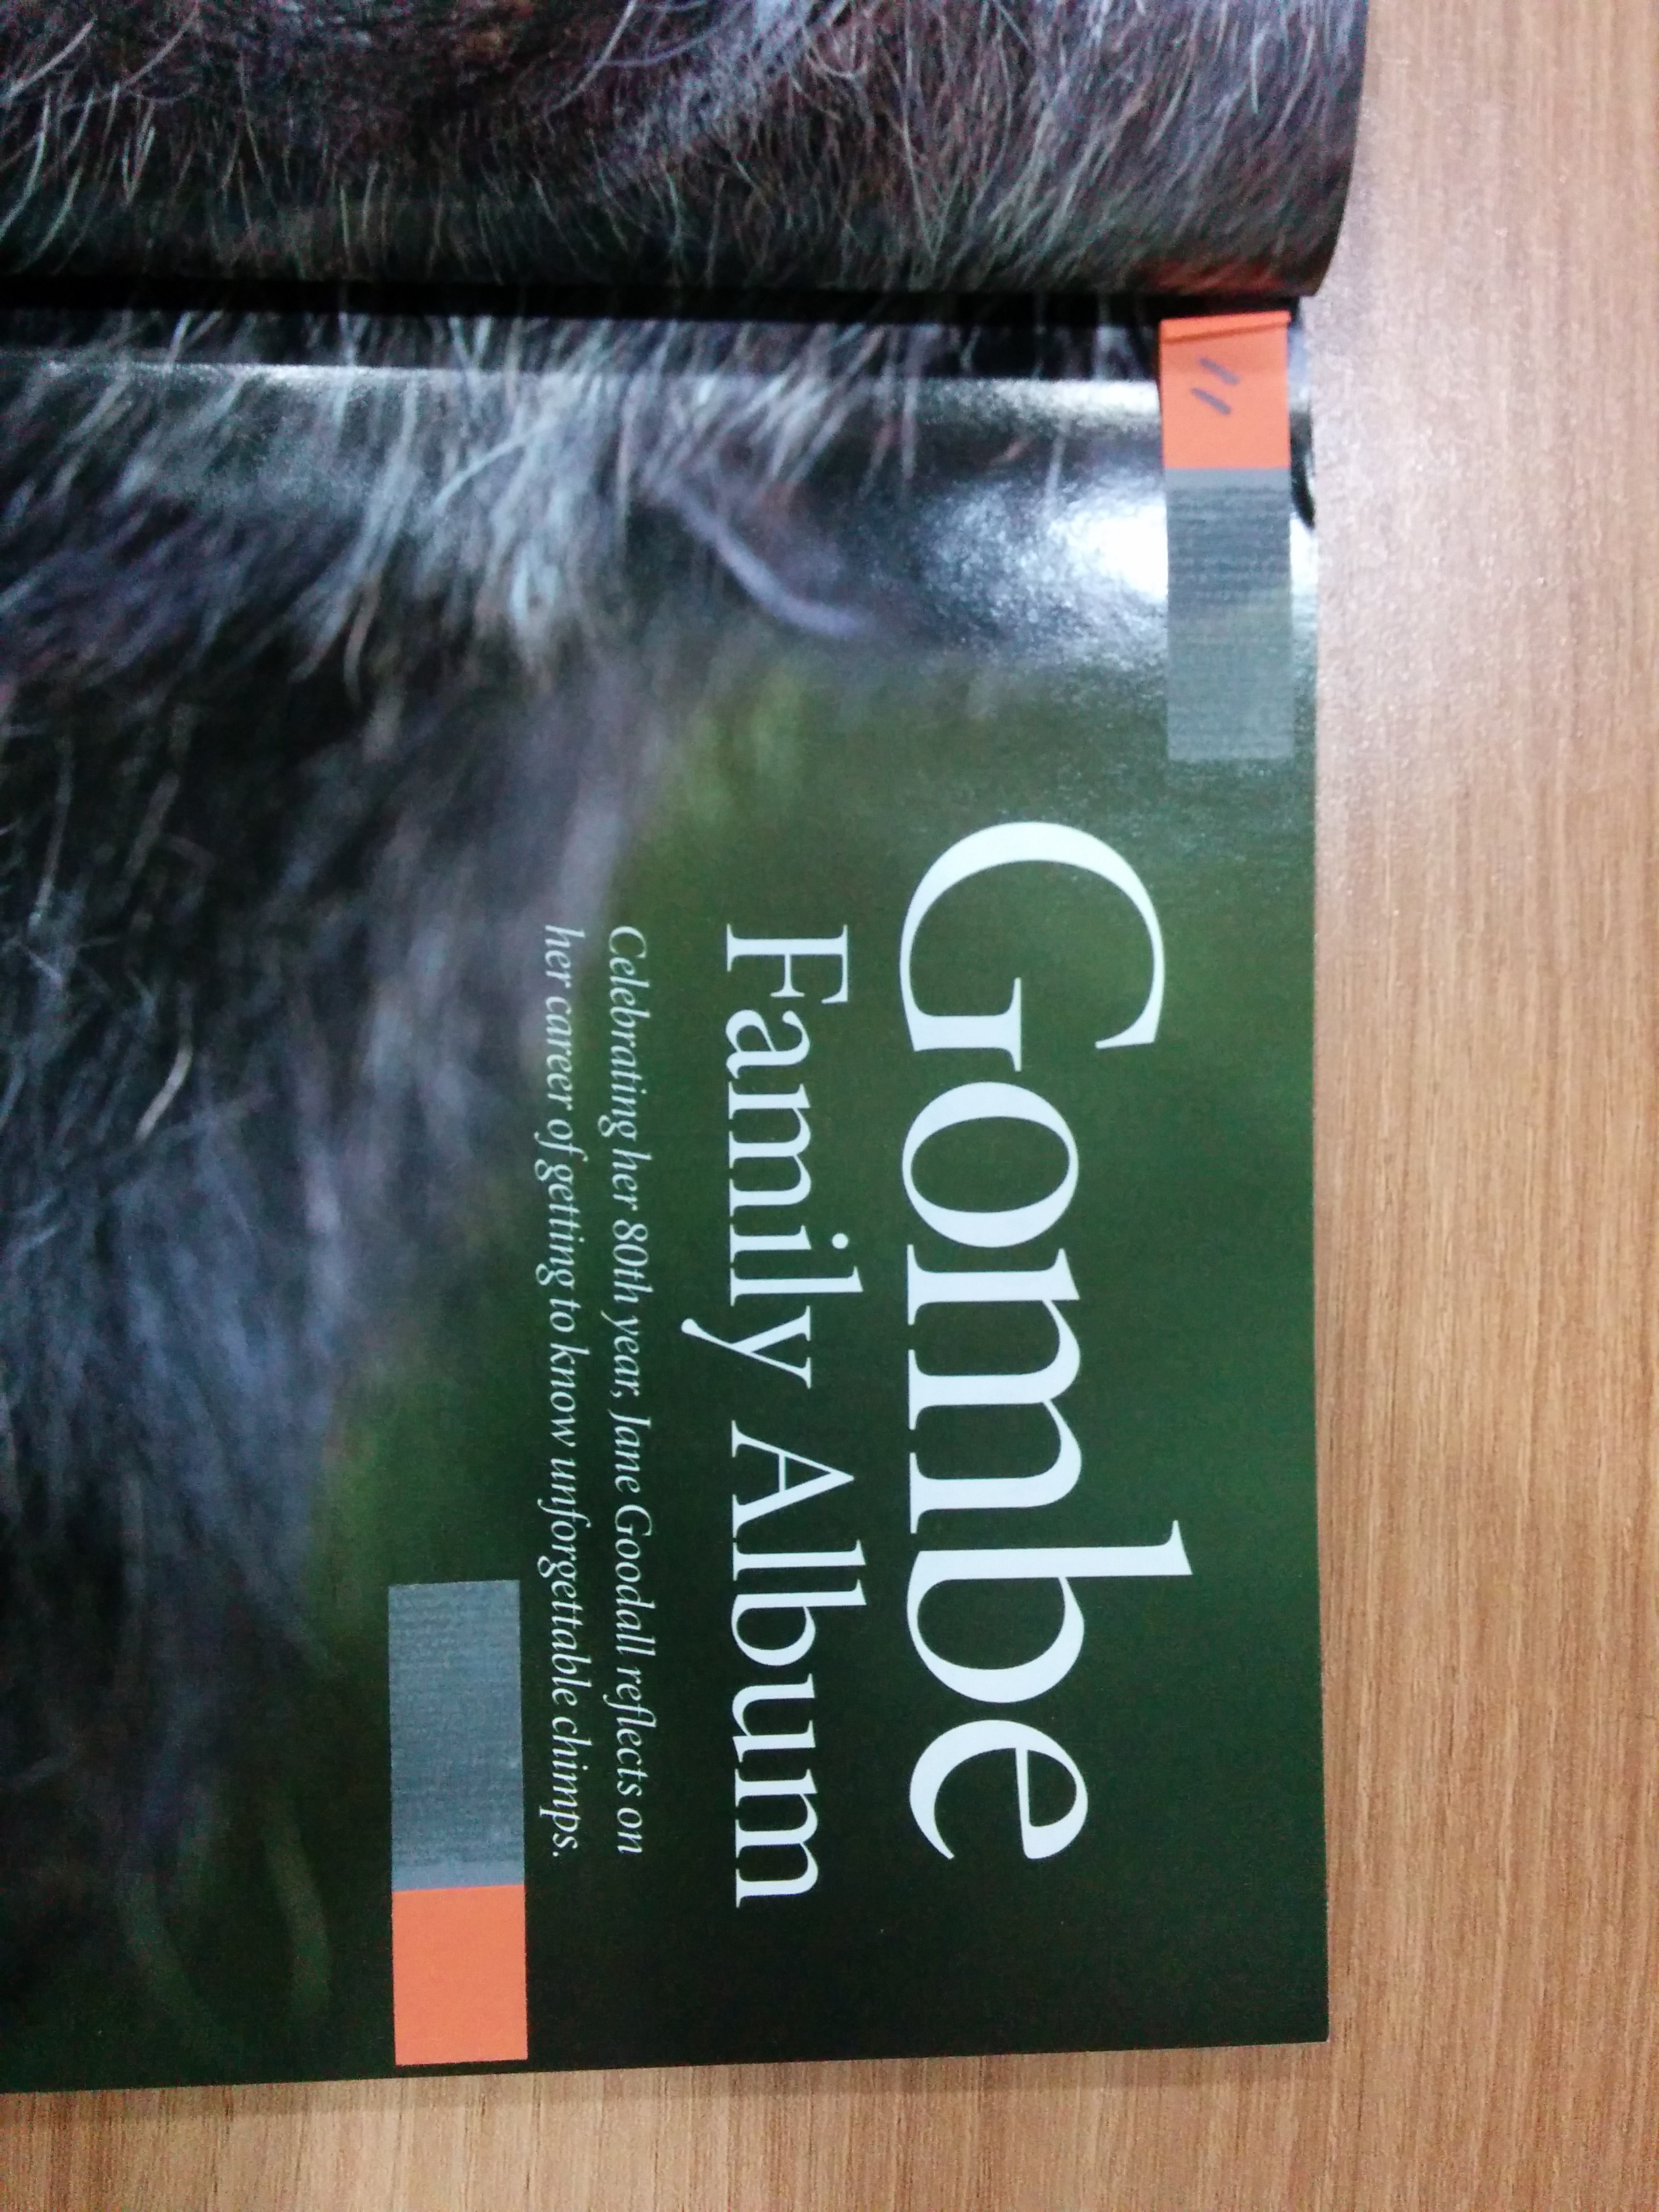 Gombe
Family Album
Celebrating her 80th year, Jane Goodall reflects on
her career of getting to know unforgettable chimps.